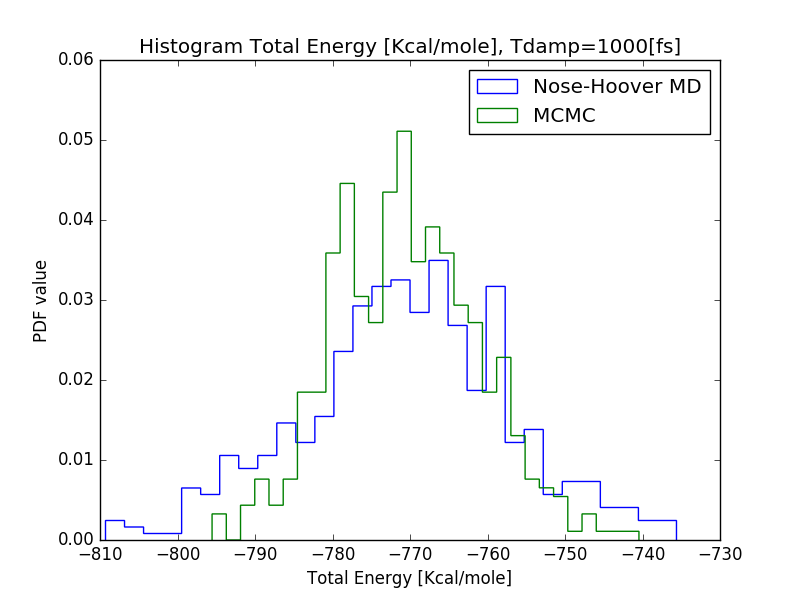 Histogram Total Energy [Kcal/mole], Tdamp=1000[fs]
0.06
Nose-Hoover MD
MCMC
0.05
0.04
0.03
PDF value
0.02
0.01
0.00
−810 −800 −790 −780 −770 −760 −750 −740 −730
Total Energy [Kcal/mole]